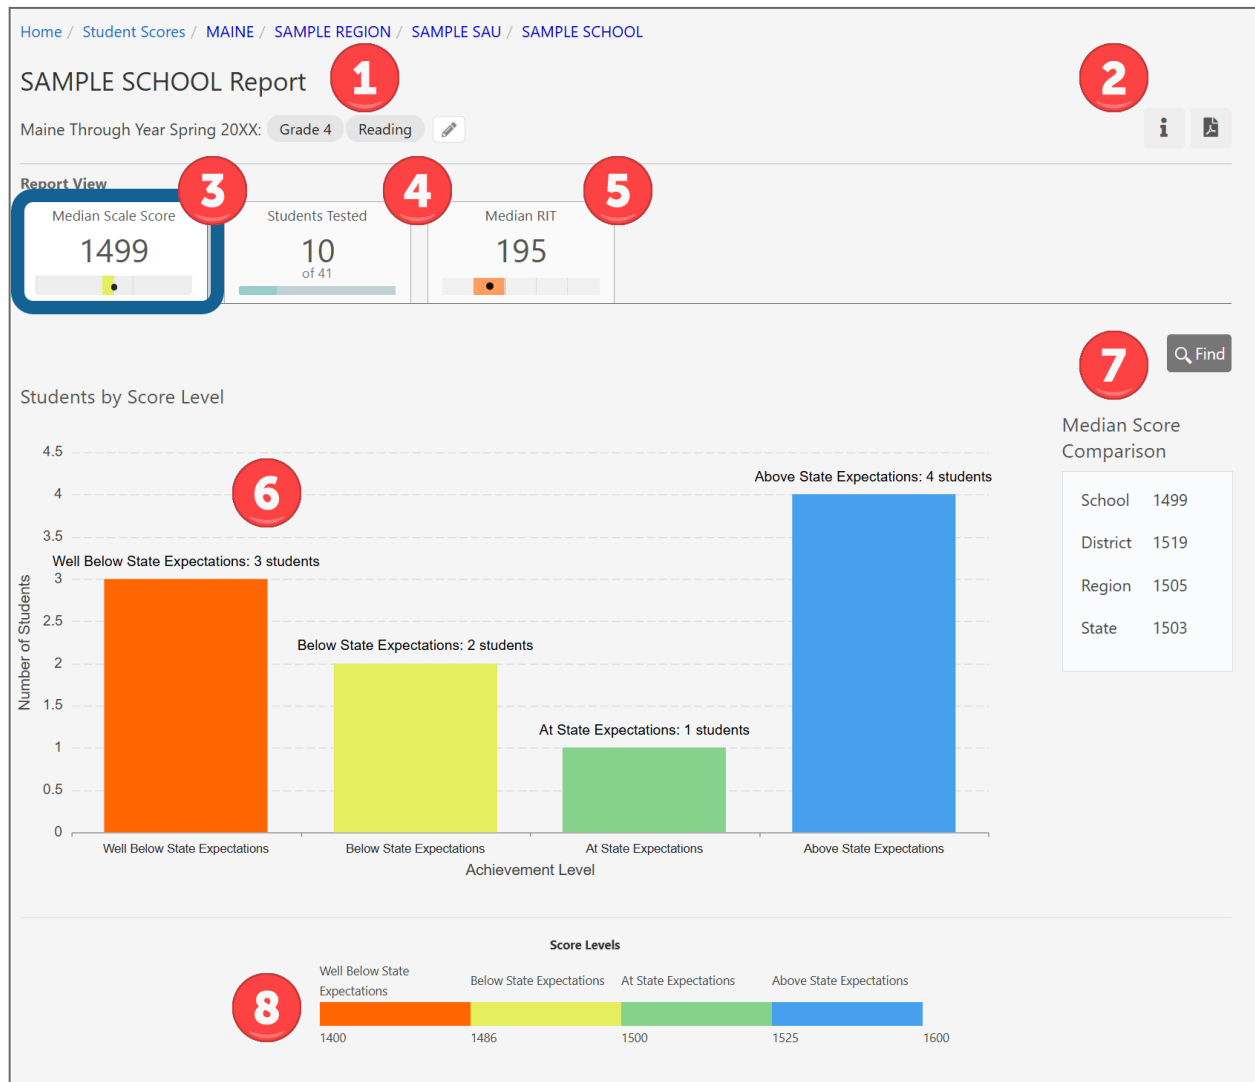 Home / Student Scores / MAINE / SAMPLE REGION / SAMPLE SAU / SAMPLE SCHOOL
SAMPLE SCHOOL Report
1
2
Maine Through Year Spring 20XX: Grade 4 Reading
Report View
3
4
5
Median Scale Score
1499
Students Tested
10
of 41
Median RIT
195
7
Find
Students by Score Level
Median Score
Comparison
School 1499
District 1519
Region 1505
State 1503
6
Number of Students
4.5
4
3.5
3
2.5
2
1.5
1
0.5
0
Well Below State Expectations: 3 students
Below State Expectations: 2 students
At State Expectations: 1 students
Above State Expectations: 4 students
Well Below State Expectations
Below State Expectations
At State Expectations
Above State Expectations
Achievement Level
Score Levels
8
Well Below State
Expectations
Below State Expectations
At State Expectations
Above State Expectations
1400
1486
1500
1525
1600